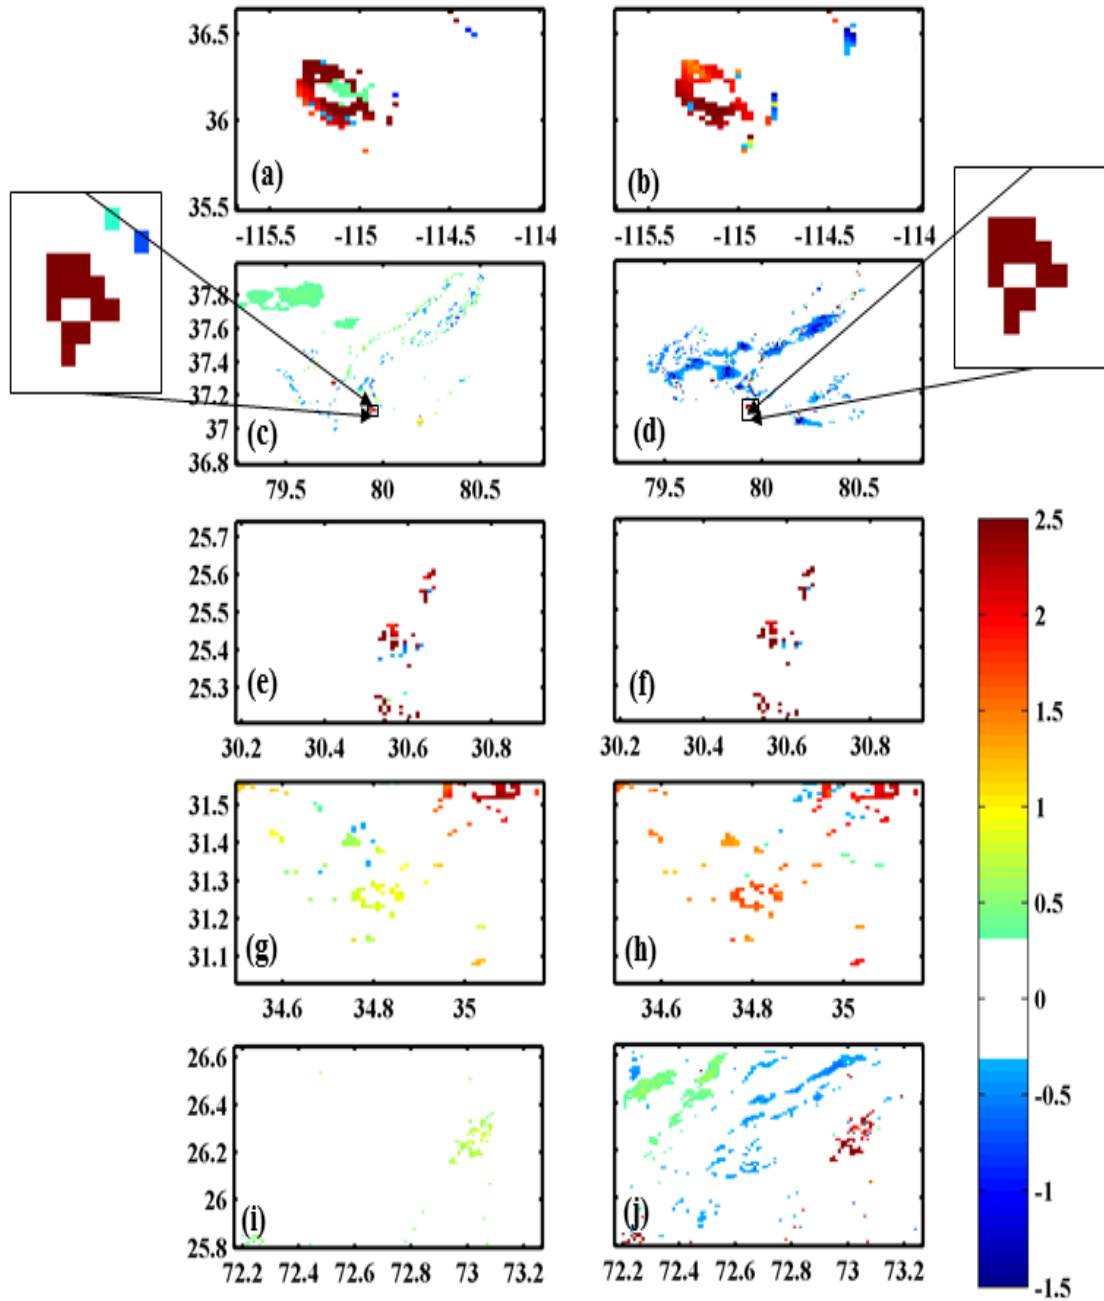 36.5
36
35.5
(a)
(b)
-115.5 -115 -114.5 -114
-115.5 -115 -114.5 -114
37.8
37.6
37.4
37.2
37
36.8
(c)
(d)
79.5 80 80.5
79.5 80 80.5
25.7
25.6
25.5
25.4
25.3
(e)
(f)
30.2 30.4 30.6 30.8
30.2 30.4 30.6 30.8
31.5
31.4
31.3
31.2
31.1
(g)
(h)
34.6 34.8 35
34.6 34.8 35
26.6
26.4
26.2
26
25.8
(i)
(j)
72.2 72.4 72.6 72.8 73 73.2
72.2 72.4 72.6 72.8 73 73.2
2.5
2
1.5
1
0.5
0
-0.5
-1
-1.5